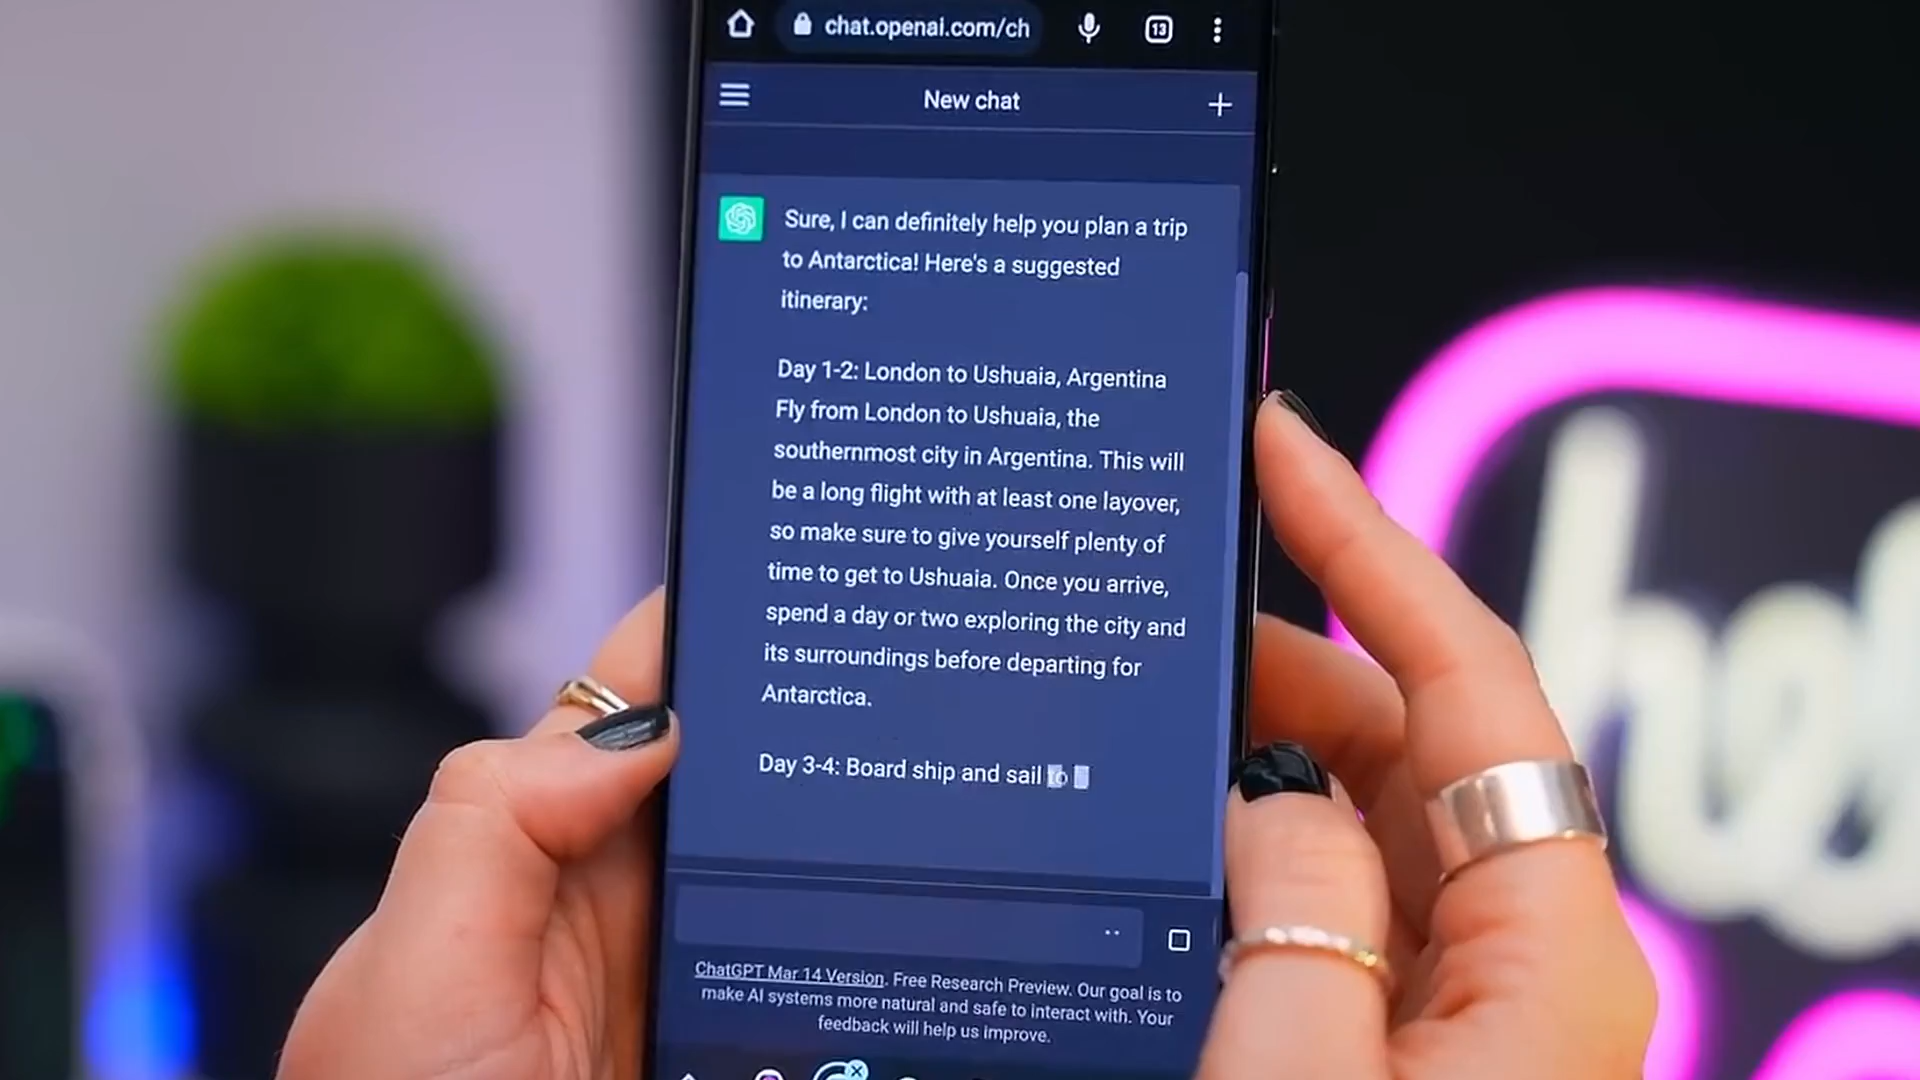 chat.openai.com/ch
13
New chat
Sure, I can definitely help you plan a trip
to Antarctica! Here's a suggested
itinerary:
Day 1-2: London to Ushuaia, Argentina
Fly from London to Ushuaia, the
southernmost city in Argentina. This will
be a long flight with at least one layover,
so make sure to give yourself plenty of
time to get to Ushuaia. Once you arrive,
spend a day or two exploring the city and
its surroundings before departing for
Antarctica.
Day 3-4: Board ship and sail to
ChatGPT Mar 14 Version. Free Research Preview. Our goal is to
make AI systems more natural and safe to interact with. Your
feedback will help us improve.